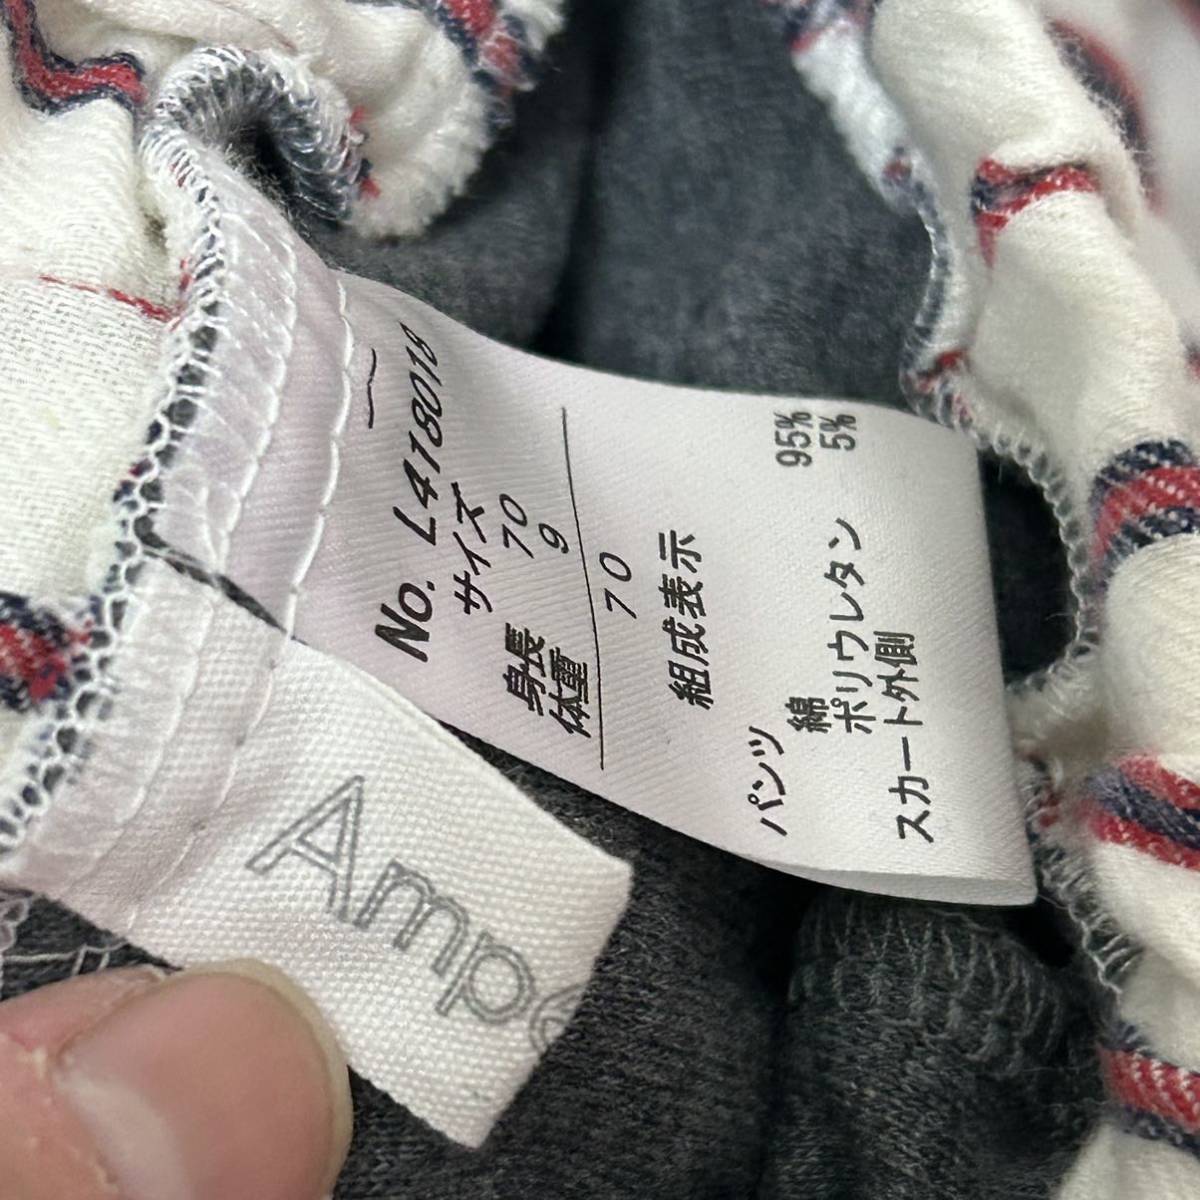 No. L418018
サイズ
身長 70
体重 9
70
組成表示
パンツ
綿 95%
ポリウレタン 5%
スカート外側
Amp